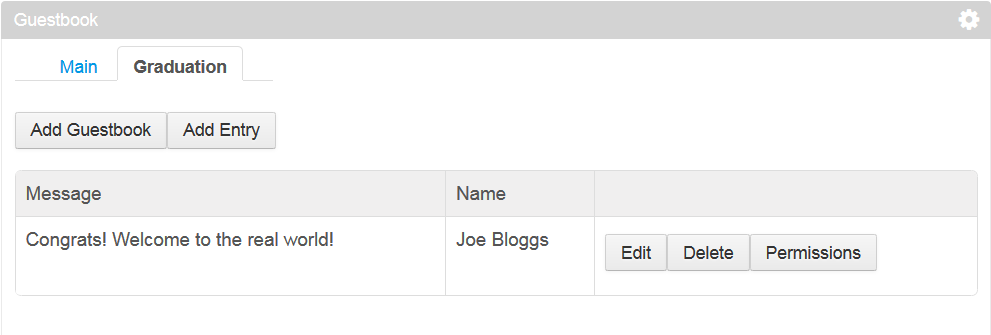 Guestbook
Main Graduation
Add Guestbook Add Entry
Message Name
Congrats! Welcome to the real world! Joe Bloggs Edit Delete Permissions